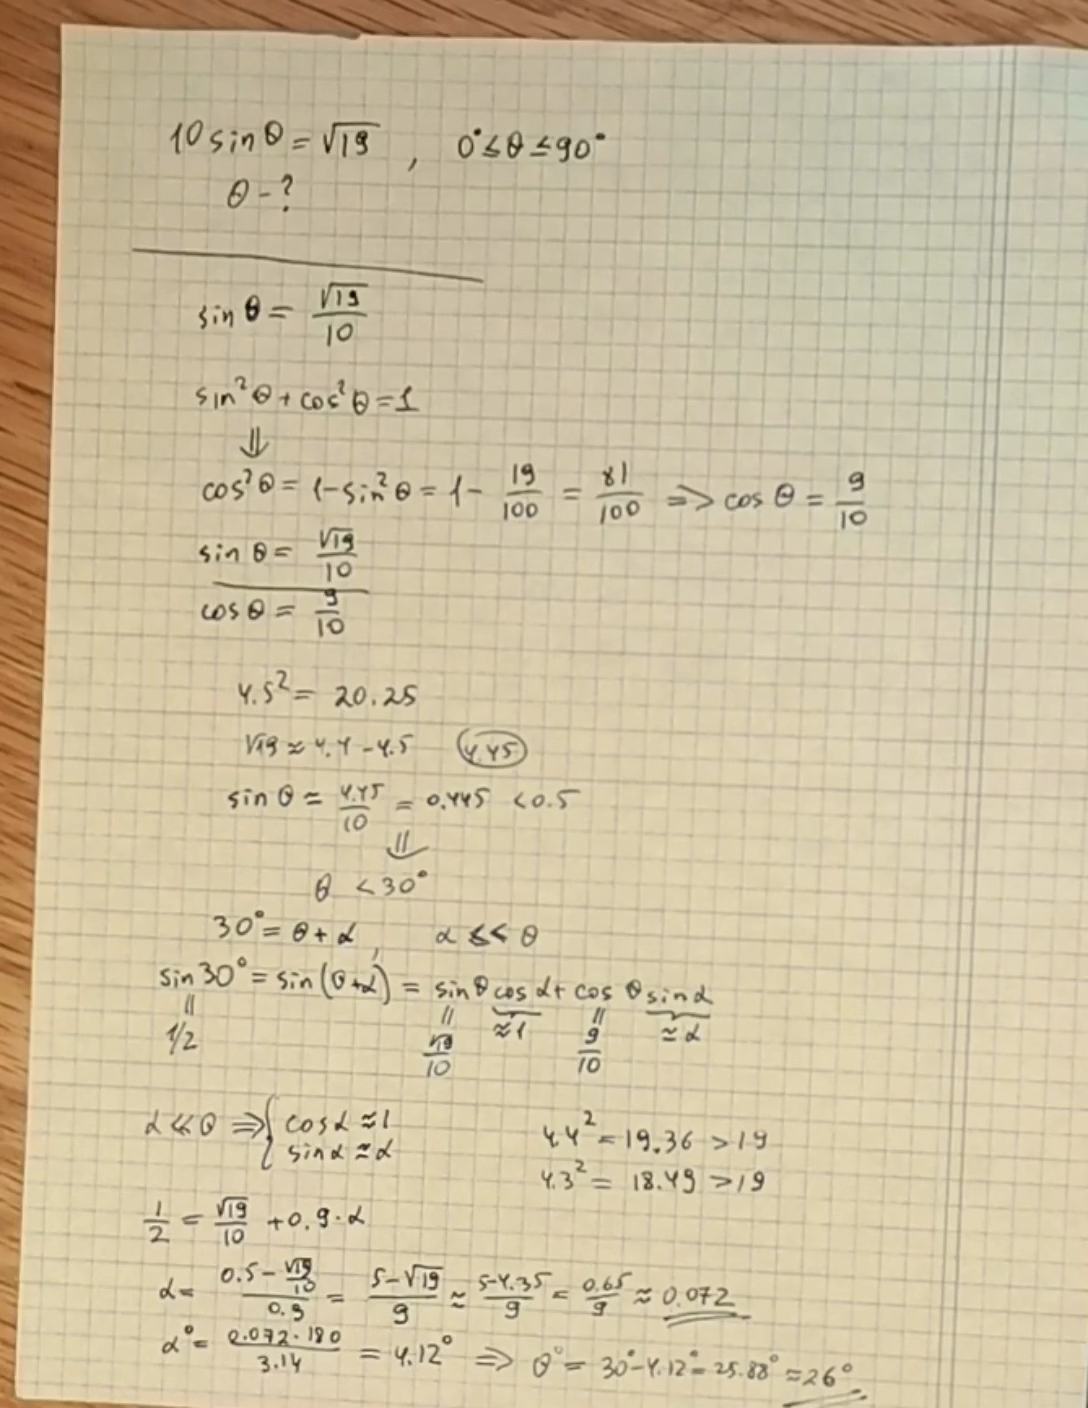 10 sin θ = √19 , 0° ≤ θ ≤ 90°
θ - ?
sin θ = √19/10
sin²θ + cos²θ = 1
⇓
cos²θ = 1 - sin²θ = 1 - 19/100 = 81/100 => cos θ = 9/10
sin θ = √19/10
cos θ = 9/10
4.5² = 20.25
√19 ≈ 4.4 - 4.5 4.45
sin θ ≈ 4.45/10 = 0.445 < 0.5
⇓
θ < 30°
30° = θ + α, α << θ
sin 30° = sin(θ+α) = sin θ cos α + cos θ sin α
|| || ≈1 || ≈ α
1/2 √19/10 9/10
α << θ => { cos α ≈ 1
sin α ≈ α
4.4² = 19.36 > 19
4.3² = 18.49 > 19
1/2 = √19/10 + 0.9 · α
α = (0.5 - √19/10)/0.9 = (5 - √19)/9 ≈ (5 - 4.35)/9 = 0.65/9 ≈ 0.072
α° = (0.072 · 180)/3.14 = 4.12° => θ° = 30° - 4.12° = 25.88° ≈ 26°